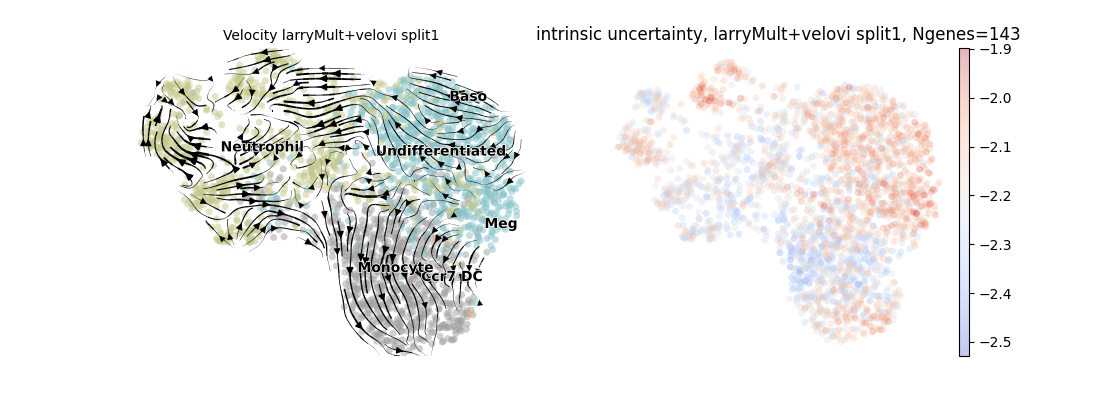 Velocity larryMult+velovi split1
intrinsic uncertainty, larryMult+velovi split1, Ngenes=143
Baso
Neutrophil
Undifferentiated
Meg
Monocyte
Ccr7 DC
−1.9
−2.0
−2.1
−2.2
−2.3
−2.4
−2.5